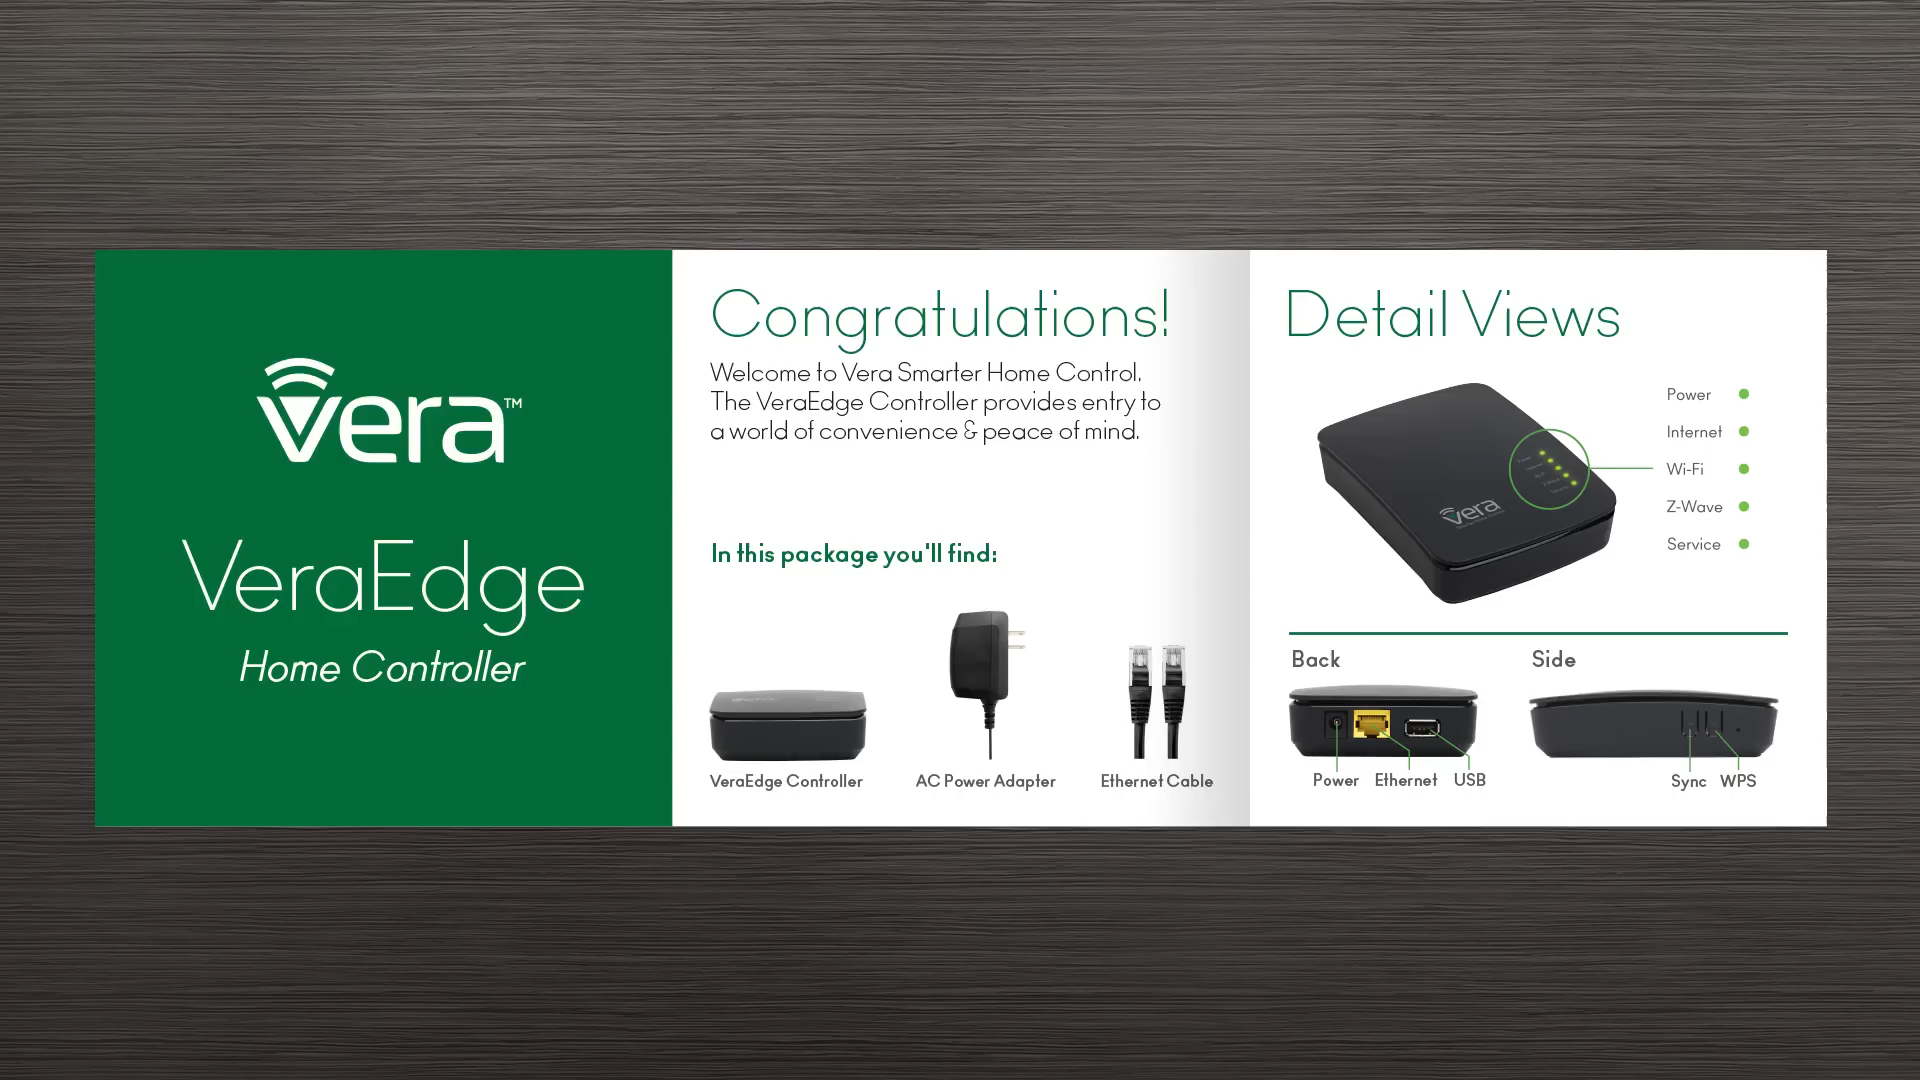 vera™
VeraEdge
Home Controller
Congratulations!
Welcome to Vera Smarter Home Control.
The VeraEdge Controller provides entry to
a world of convenience & peace of mind.
In this package you'll find:
VeraEdge Controller
AC Power Adapter
Ethernet Cable
Detail Views
Power
Internet
Wi-Fi
Z-Wave
Service
vera
Back
Side
Power
Ethernet
USB
Sync
WPS